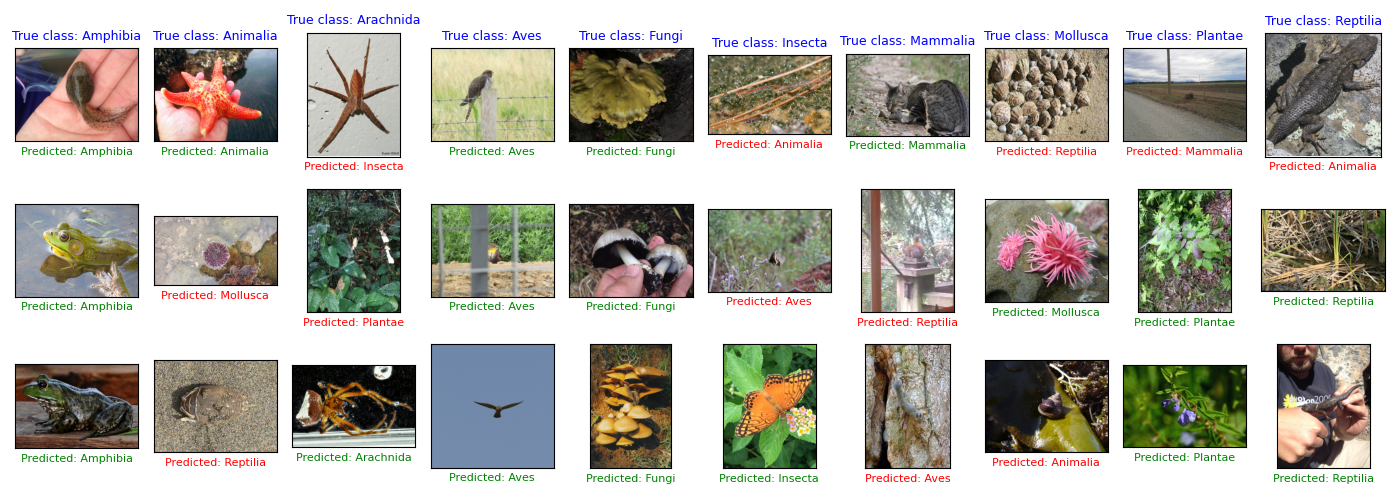 True class: Amphibia
True class: Animalia
True class: Arachnida
True class: Aves
True class: Fungi
True class: Insecta
True class: Mammalia
True class: Mollusca
True class: Plantae
True class: Reptilia
Predicted: Amphibia
Predicted: Animalia
Predicted: Insecta
Predicted: Aves
Predicted: Fungi
Predicted: Animalia
Predicted: Mammalia
Predicted: Reptilia
Predicted: Mammalia
Predicted: Animalia
Predicted: Amphibia
Predicted: Mollusca
Predicted: Plantae
Predicted: Aves
Predicted: Fungi
Predicted: Aves
Predicted: Reptilia
Predicted: Mollusca
Predicted: Plantae
Predicted: Reptilia
Predicted: Amphibia
Predicted: Reptilia
Predicted: Arachnida
Predicted: Aves
Predicted: Fungi
Predicted: Insecta
Predicted: Aves
Predicted: Animalia
Predicted: Plantae
Predicted: Reptilia